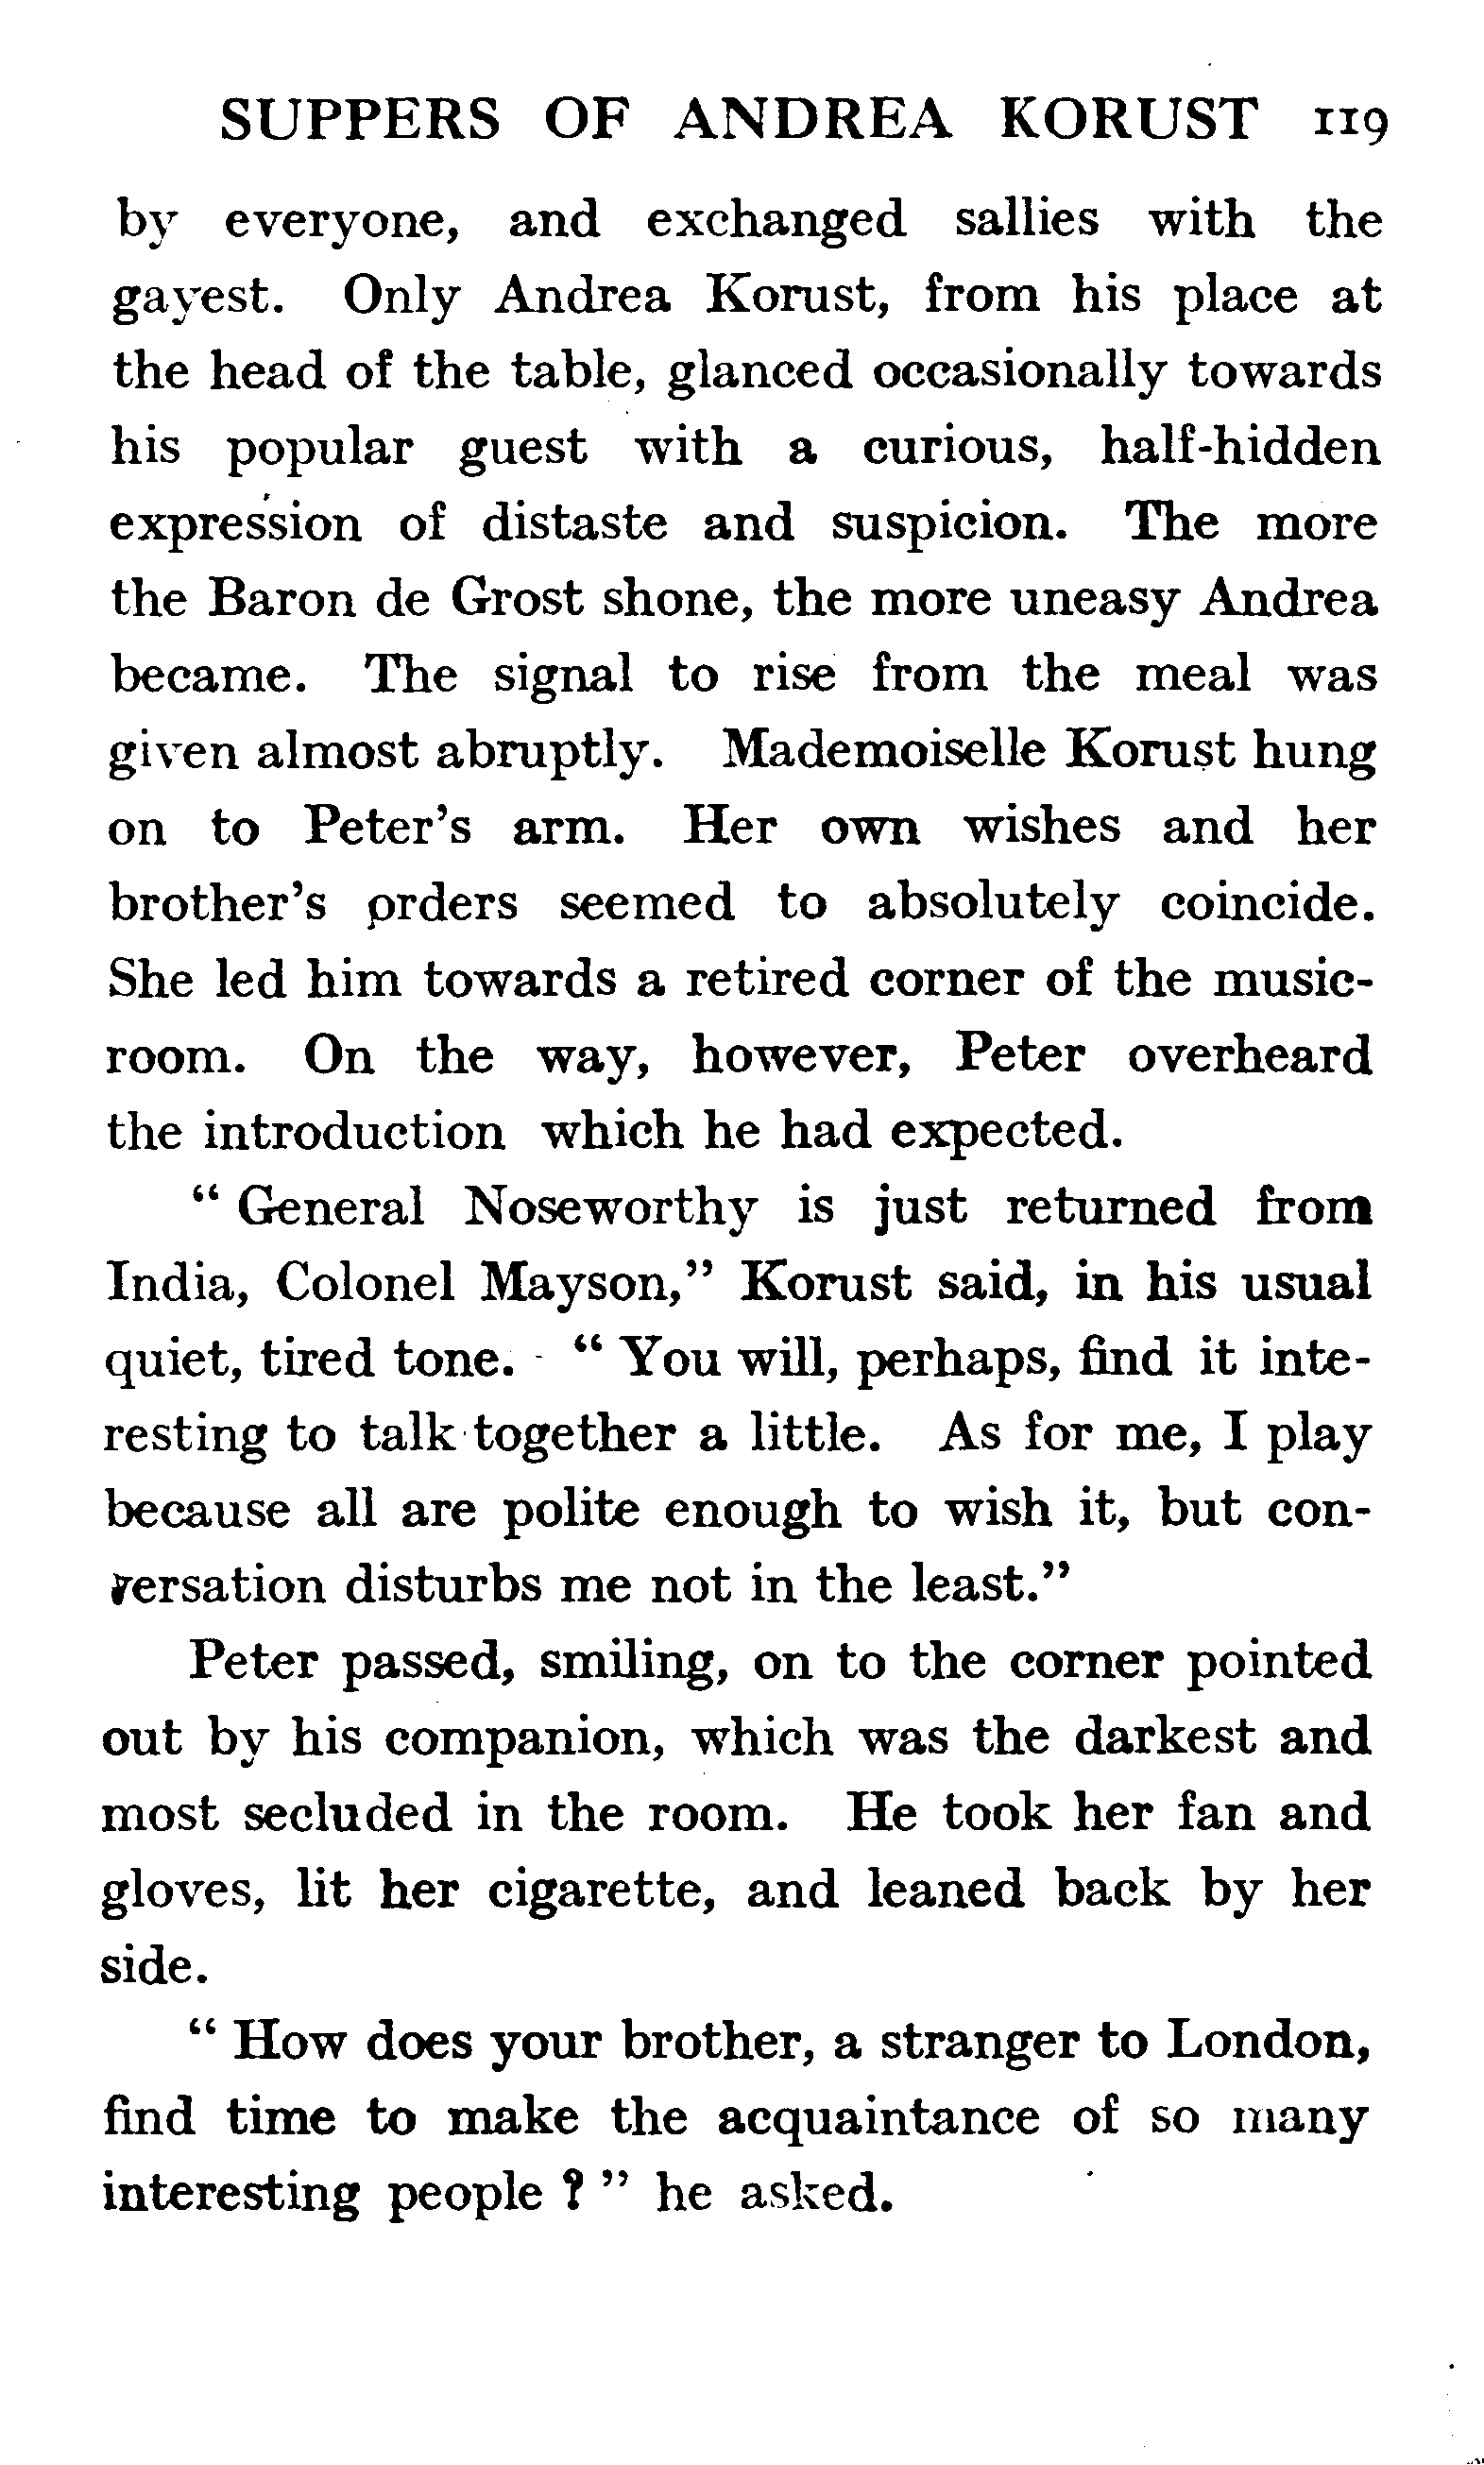 SUPPERS OF ANDREA KORUST 119
by everyone, and exchanged sallies with the
gayest. Only Andrea Korust, from his place at
the head of the table, glanced occasionally towards
his popular guest with a curious, half-hidden
expression of distaste and suspicion. The more
the Baron de Grost shone, the more uneasy Andrea
became. The signal to rise from the meal was
given almost abruptly. Mademoiselle Korust hung
on to Peter's arm. Her own wishes and her
brother's orders seemed to absolutely coincide.
She led him towards a retired corner of the music-
room. On the way, however, Peter overheard
the introduction which he had expected.
“ General Noseworthy is just returned from
India, Colonel Mayson,” Korust said, in his usual
quiet, tired tone. “ You will, perhaps, find it inte-
resting to talk together a little. As for me, I play
because all are polite enough to wish it, but con-
versation disturbs me not in the least.”
Peter passed, smiling, on to the corner pointed
out by his companion, which was the darkest and
most secluded in the room. He took her fan and
gloves, lit her cigarette, and leaned back by her
side.
“ How does your brother, a stranger to London,
find time to make the acquaintance of so many
interesting people ? ” he asked.